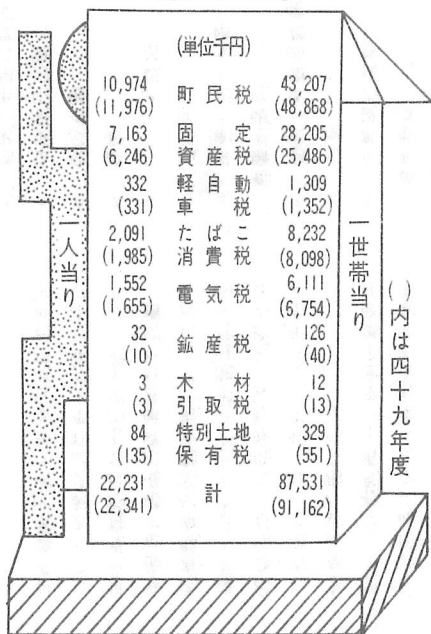 (単位千円)
10,974 町民税 43,207
(11,976) (48,868)
7,163 固定 28,205
(6,246) 資産税 (25,486)
332 軽自動 1,309
(331) 車税 (1,352)
2,091 たばこ 8,232
(1,985) 消費税 (8,098)
1,552 電気税 6,111
(1,655) (6,754)
32 鉱産税 126
(10) (40)
3 木材 12
(3) 引取税 (13)
84 特別土地 329
(135) 保有税 (551)
22,231 計 87,531
(22,341) (91,162)
一人当り
一世帯当り
( )内は四十九年度